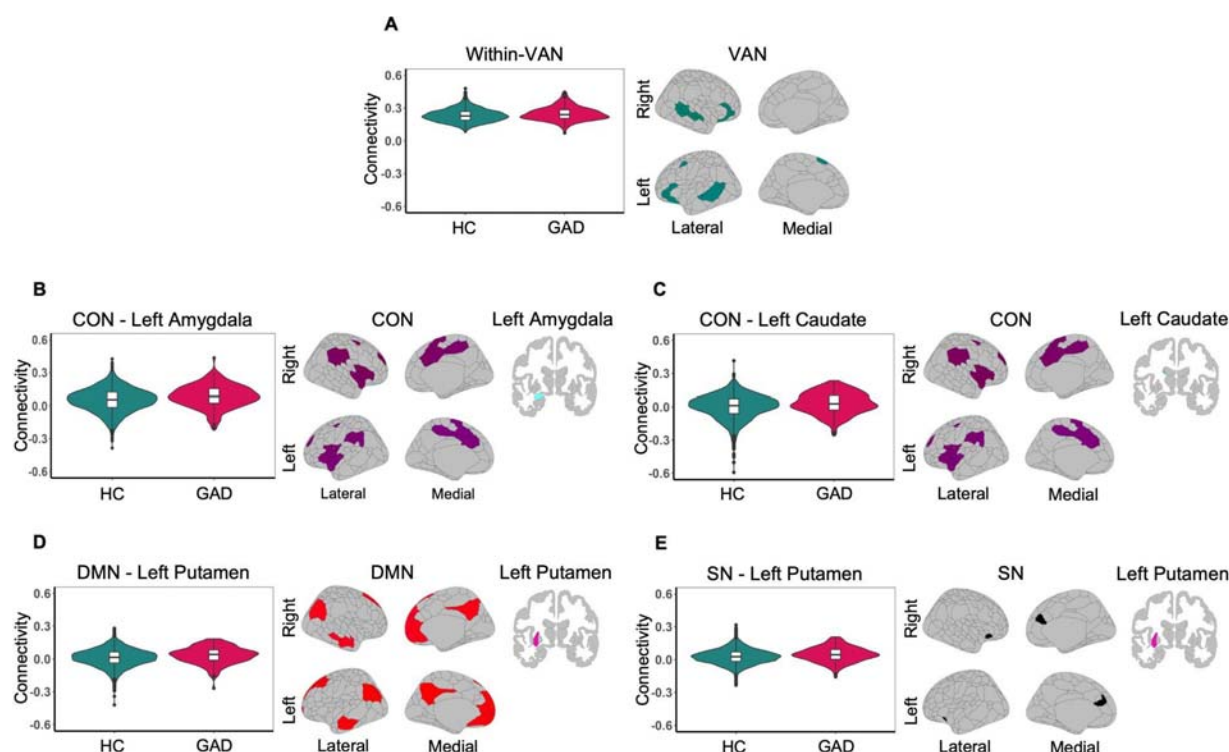 A
Within-VAN
VAN
Connectivity
0.6
0.3
0.0
-0.3
-0.6
HC
GAD
Right
Left
Lateral
Medial
B
CON - Left Amygdala
CON
Left Amygdala
Connectivity
0.6
0.3
0.0
-0.3
-0.6
HC
GAD
Right
Left
Lateral
Medial
C
CON - Left Caudate
CON
Left Caudate
Connectivity
0.6
0.3
0.0
-0.3
-0.6
HC
GAD
Right
Left
Lateral
Medial
D
DMN - Left Putamen
DMN
Left Putamen
Connectivity
0.6
0.3
0.0
-0.3
-0.6
HC
GAD
Right
Left
Lateral
Medial
E
SN - Left Putamen
SN
Left Putamen
Connectivity
0.6
0.3
0.0
-0.3
-0.6
HC
GAD
Right
Left
Lateral
Medial